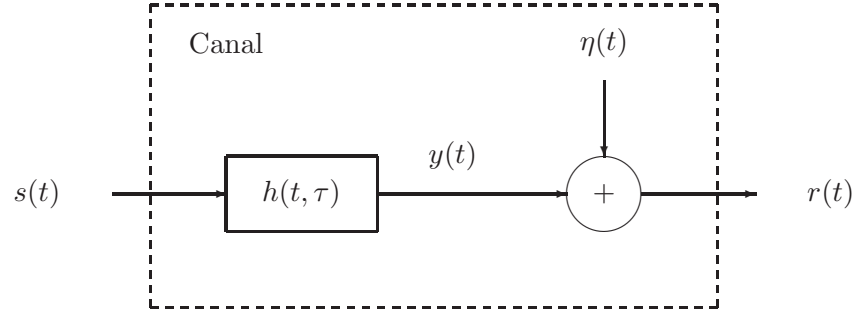 Canal
η(t)
y(t)
s(t)
h(t, τ)
+
r(t)